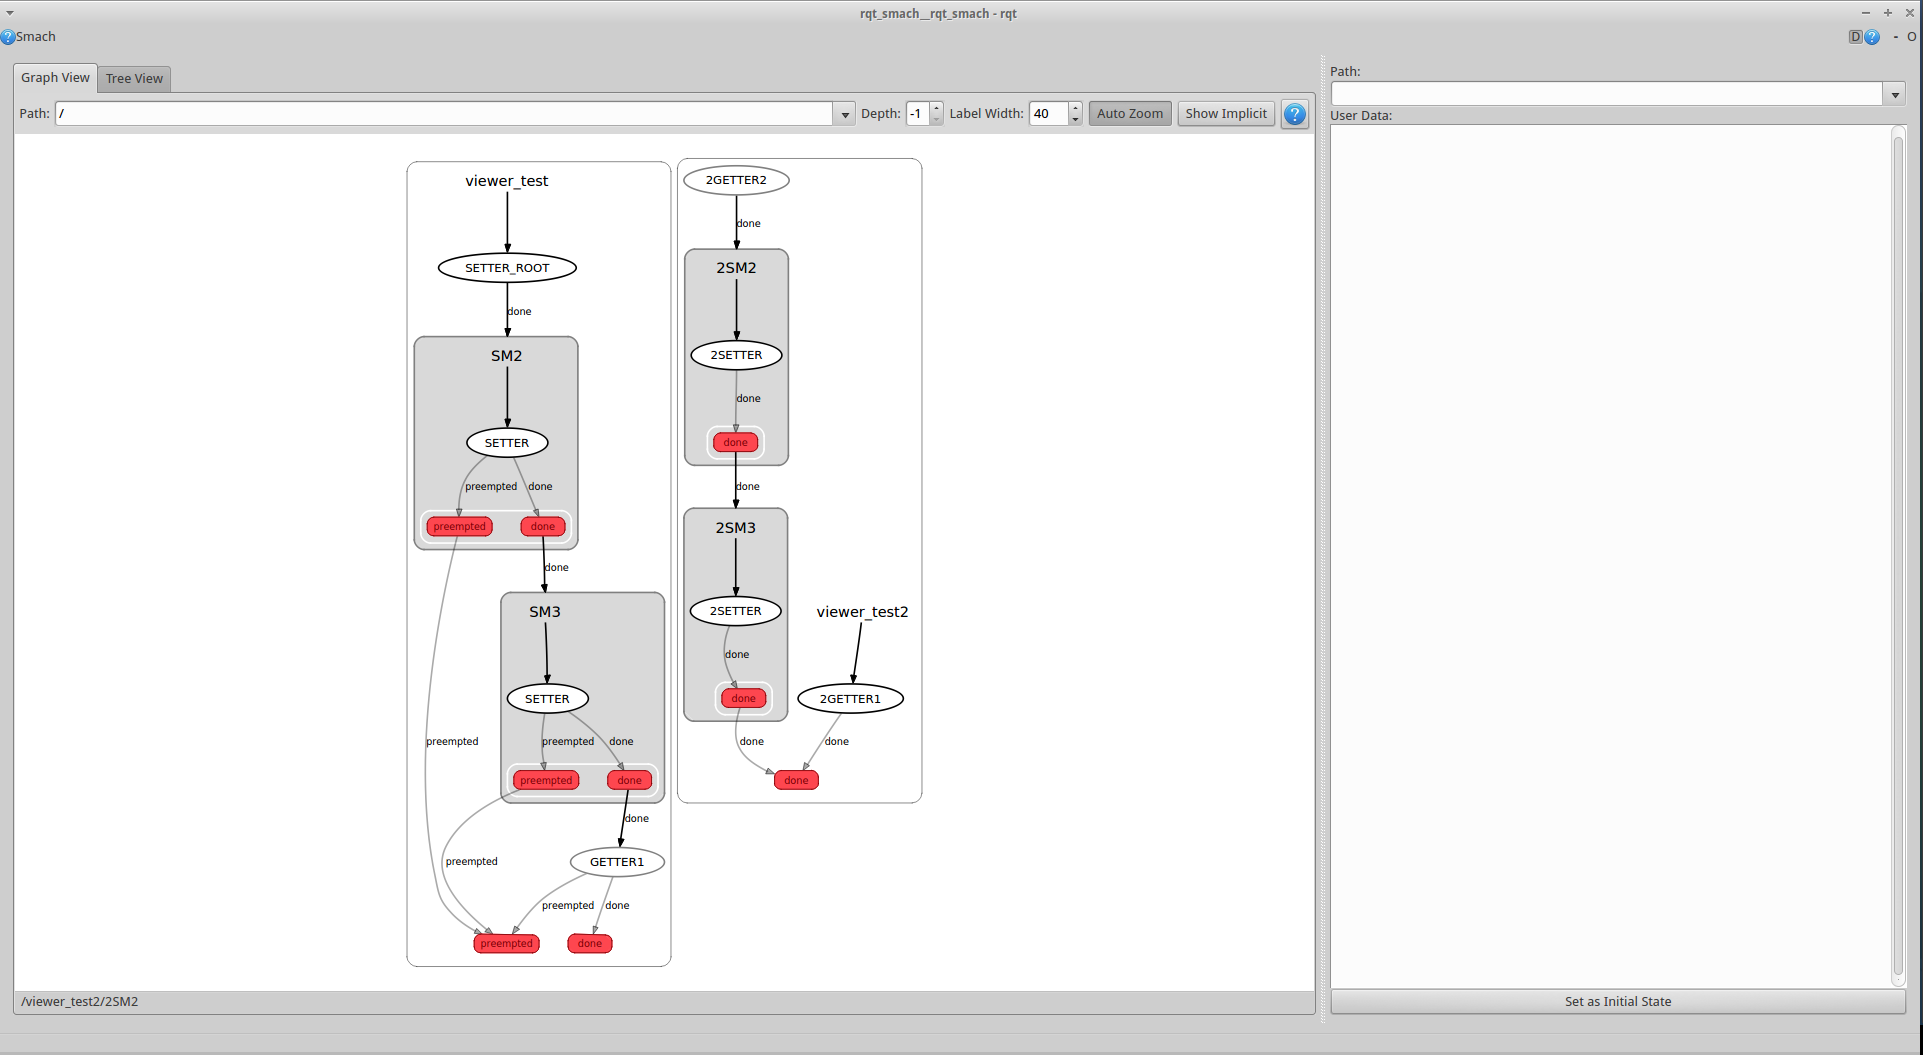 rqt_smach__rqt_smach - rqt
Smach
D
- O
Graph View
Tree View
Path: /
Depth: -1
Label Width: 40
Auto Zoom
Show Implicit
viewer_test
SETTER_ROOT
done
SM2
SETTER
preempted
done
preempted
done
done
SM3
SETTER
preempted
preempted
done
preempted
done
done
preempted
GETTER1
preempted
done
preempted
done
2GETTER2
done
2SM2
2SETTER
done
done
done
2SM3
2SETTER
done
done
viewer_test2
2GETTER1
done
done
done
/viewer_test2/2SM2
Path:
User Data:
Set as Initial State